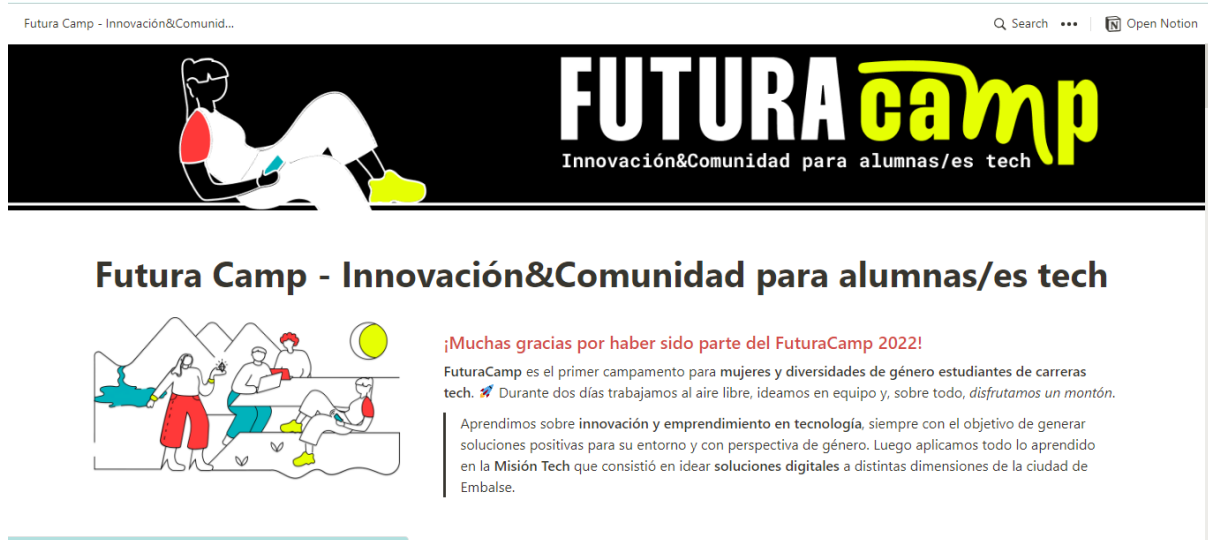 Futura Camp - Innovación&Comunid...
Search
Open Notion
FUTURA camp
Innovación&Comunidad para alumnas/es tech
Futura Camp - Innovación&Comunidad para alumnas/es tech
¡Muchas gracias por haber sido parte del FuturaCamp 2022!
FuturaCamp es el primer campamento para mujeres y diversidades de género estudiantes de carreras
tech. 🚀 Durante dos días trabajamos al aire libre, ideamos en equipo y, sobre todo, disfrutamos un montón.
Aprendimos sobre innovación y emprendimiento en tecnología, siempre con el objetivo de generar
soluciones positivas para su entorno y con perspectiva de género. Luego aplicamos todo lo aprendido
en la Misión Tech que consistió en idear soluciones digitales a distintas dimensiones de la ciudad de
Embalse.